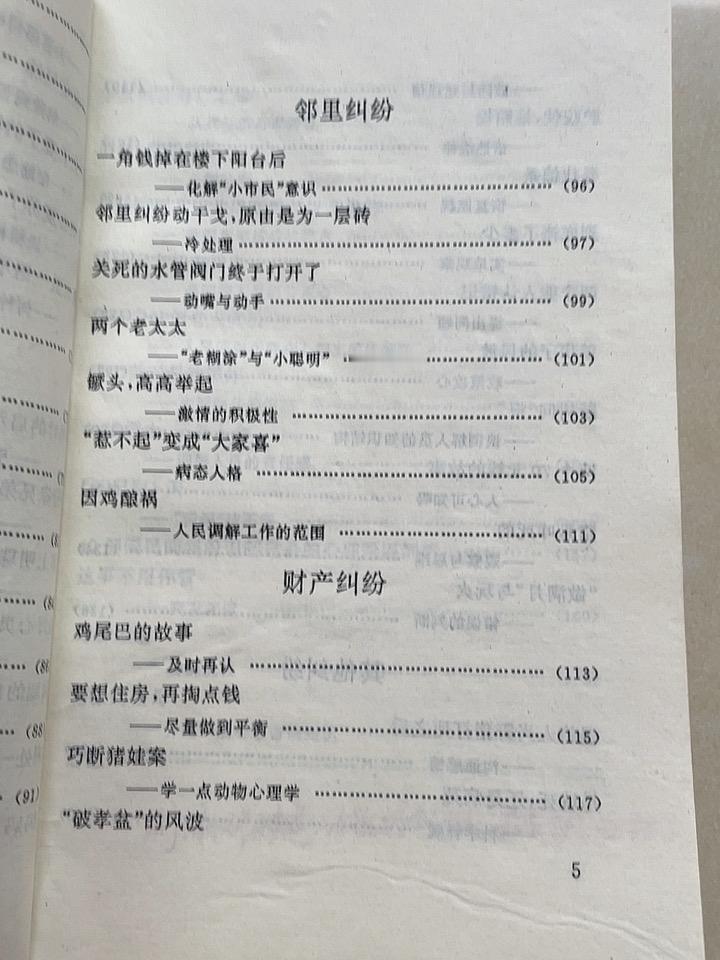 邻里纠纷
一角钱掉在楼下阳台后
——化解“小市民”意识 ……………………………… (96)
邻里纠纷动干戈，原由是为一层砖
——冷处理 ……………………………………… (97)
关死的水管阀门终于打开了
——动嘴与动手 ………………………………… (99)
两个老太太
——“老糊涂”与“小聪明” ……………………… (101)
镢头，高高举起
——激情的积极性 ……………………………… (103)
“惹不起”变成“大家喜”
——病态人格 …………………………………… (105)
因鸡酿祸
——人民调解工作的范围 ……………………… (111)
财产纠纷
鸡尾巴的故事
——及时再认 …………………………………… (113)
要想住房，再掏点钱
——尽量做到平衡 ……………………………… (115)
巧断猪娃案
——学一点动物心理学 ………………………… (117)
“破孝盆”的风波
5
(8
(86
(88
(91)